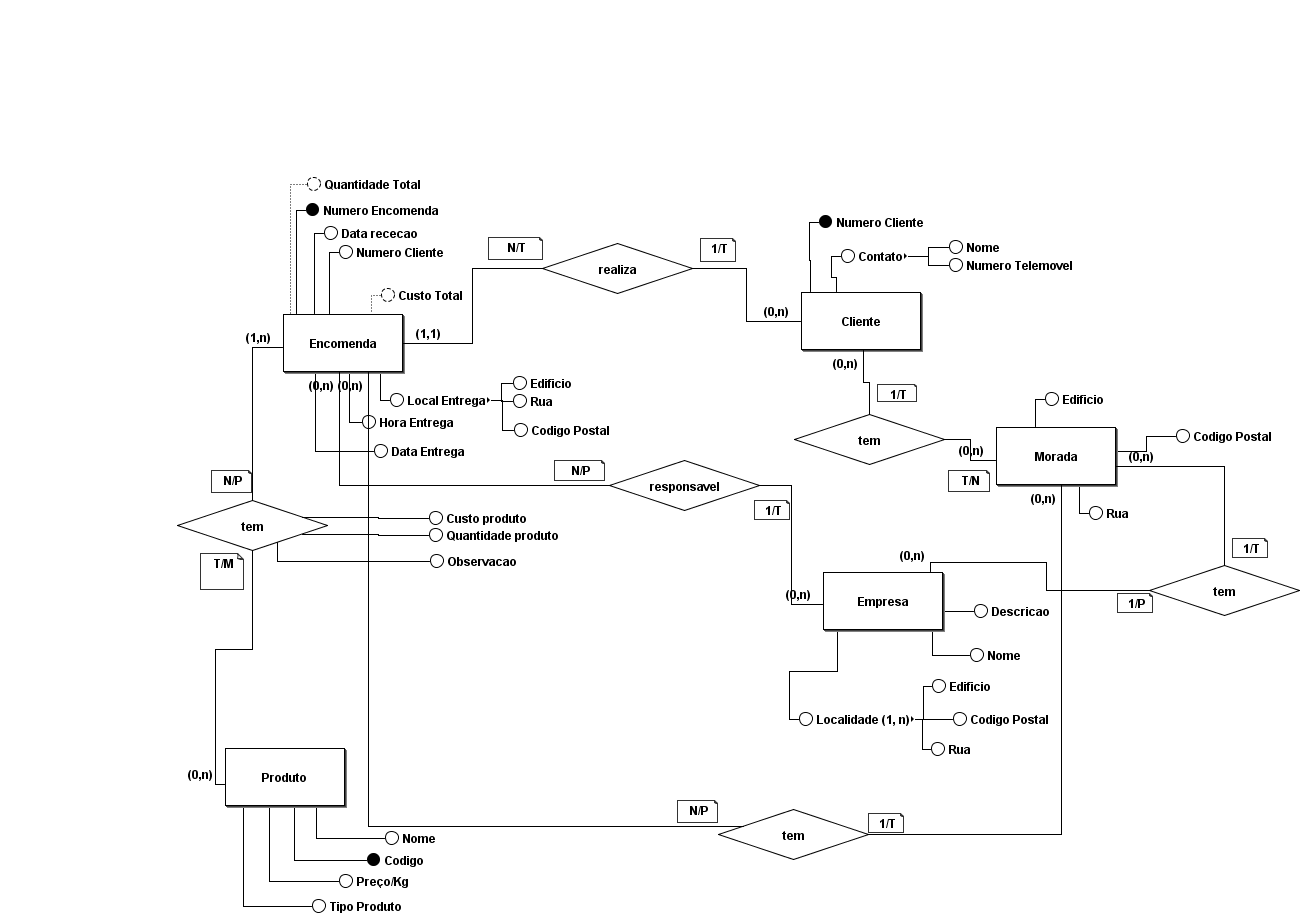 Quantidade Total
Numero Encomenda
Data rececao
Numero Cliente
Custo Total
Encomenda
(1,n)
(1,1)
(0,n) (0,n)
N/T
realiza
1/T
(0,n)
Numero Cliente
Contato
Nome
Numero Telemovel
Cliente
(0,n)
1/T
tem
(0,n)
T/N
Edificio
Morada
Codigo Postal
(0,n)
(0,n)
Rua
Local Entrega
Edificio
Rua
Codigo Postal
Hora Entrega
Data Entrega
N/P
responsavel
1/T
N/P
tem
T/M
Custo produto
Quantidade produto
Observacao
(0,n)
(0,n)
Empresa
Descricao
Nome
Localidade (1, n)
Edificio
Codigo Postal
Rua
1/T
tem
1/P
(0,n)
Produto
Nome
Codigo
Preço/Kg
Tipo Produto
N/P
tem
1/T